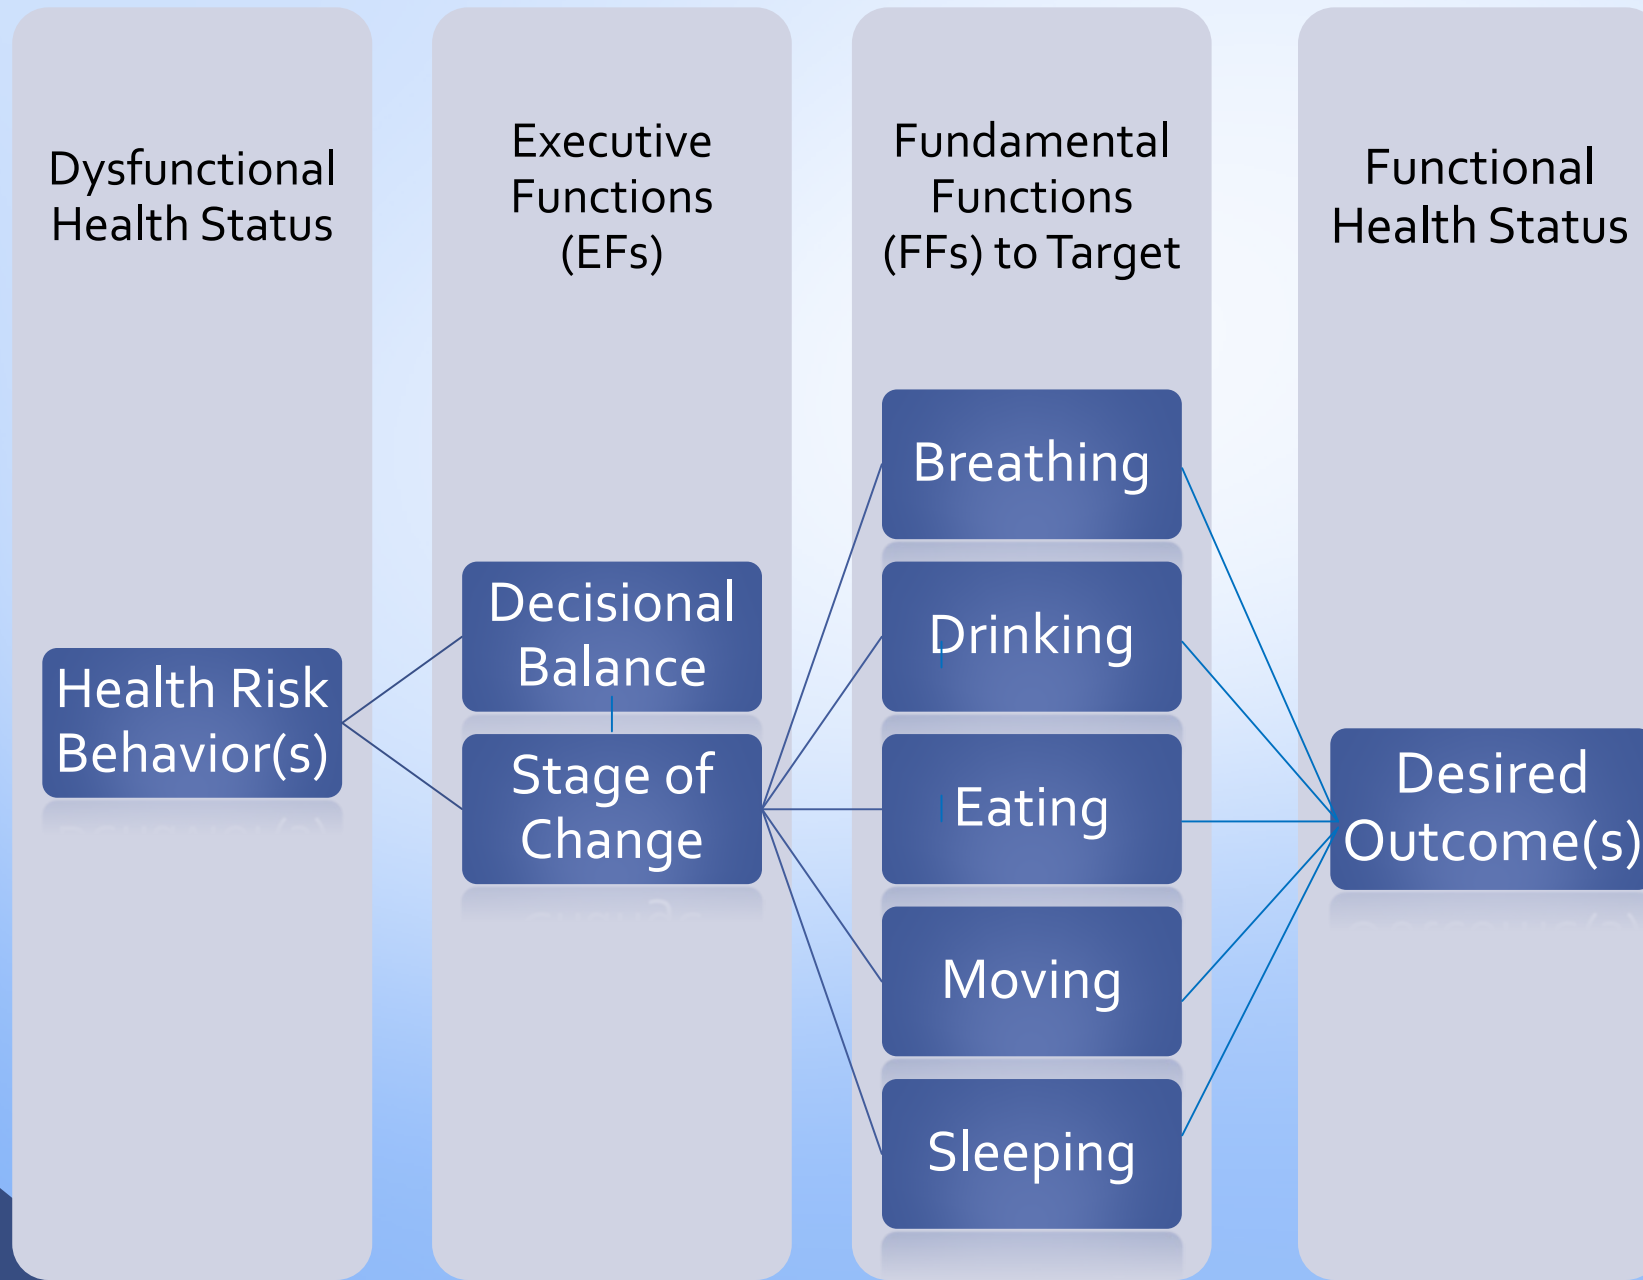 Dysfunctional
Health Status
Executive
Functions
(EFs)
Fundamental
Functions
(FFs) to Target
Functional
Health Status
Health Risk
Behavior(s)
Decisional
Balance
Stage of
Change
Breathing
Drinking
Eating
Moving
Sleeping
Desired
Outcome(s)